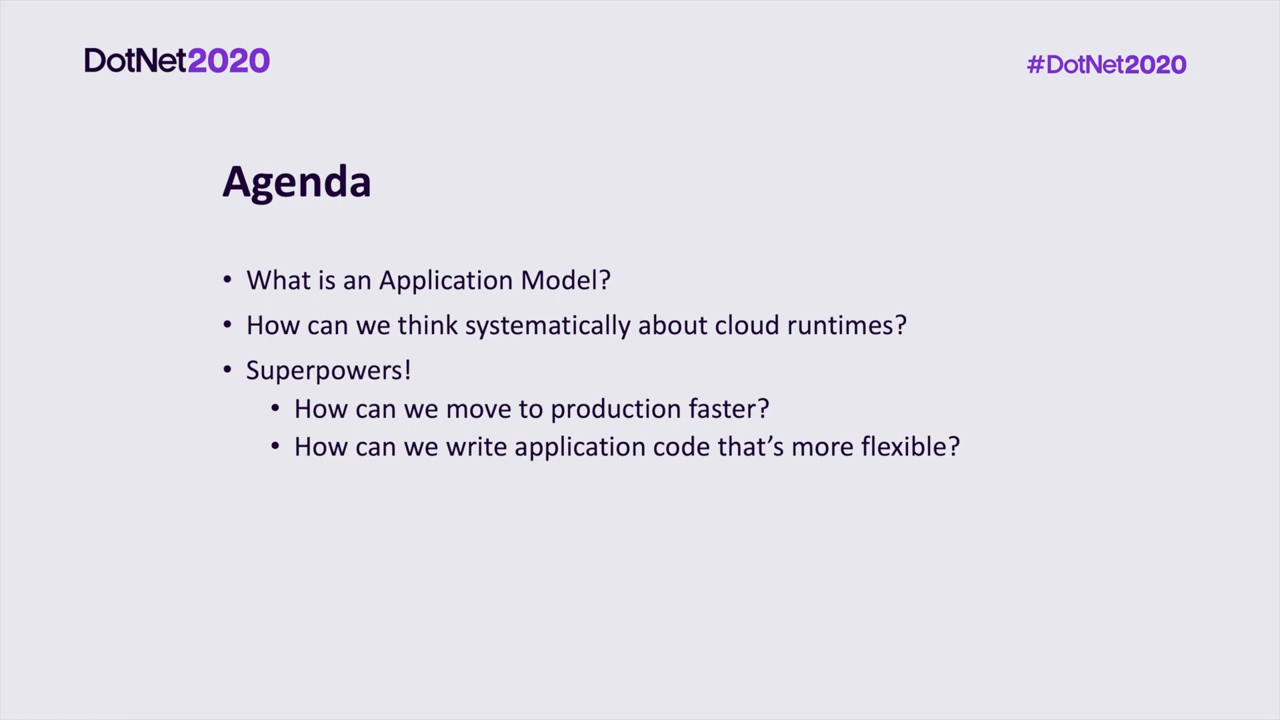 DotNet2020
#DotNet2020
Agenda
• What is an Application Model?
• How can we think systematically about cloud runtimes?
• Superpowers!
• How can we move to production faster?
• How can we write application code that’s more flexible?